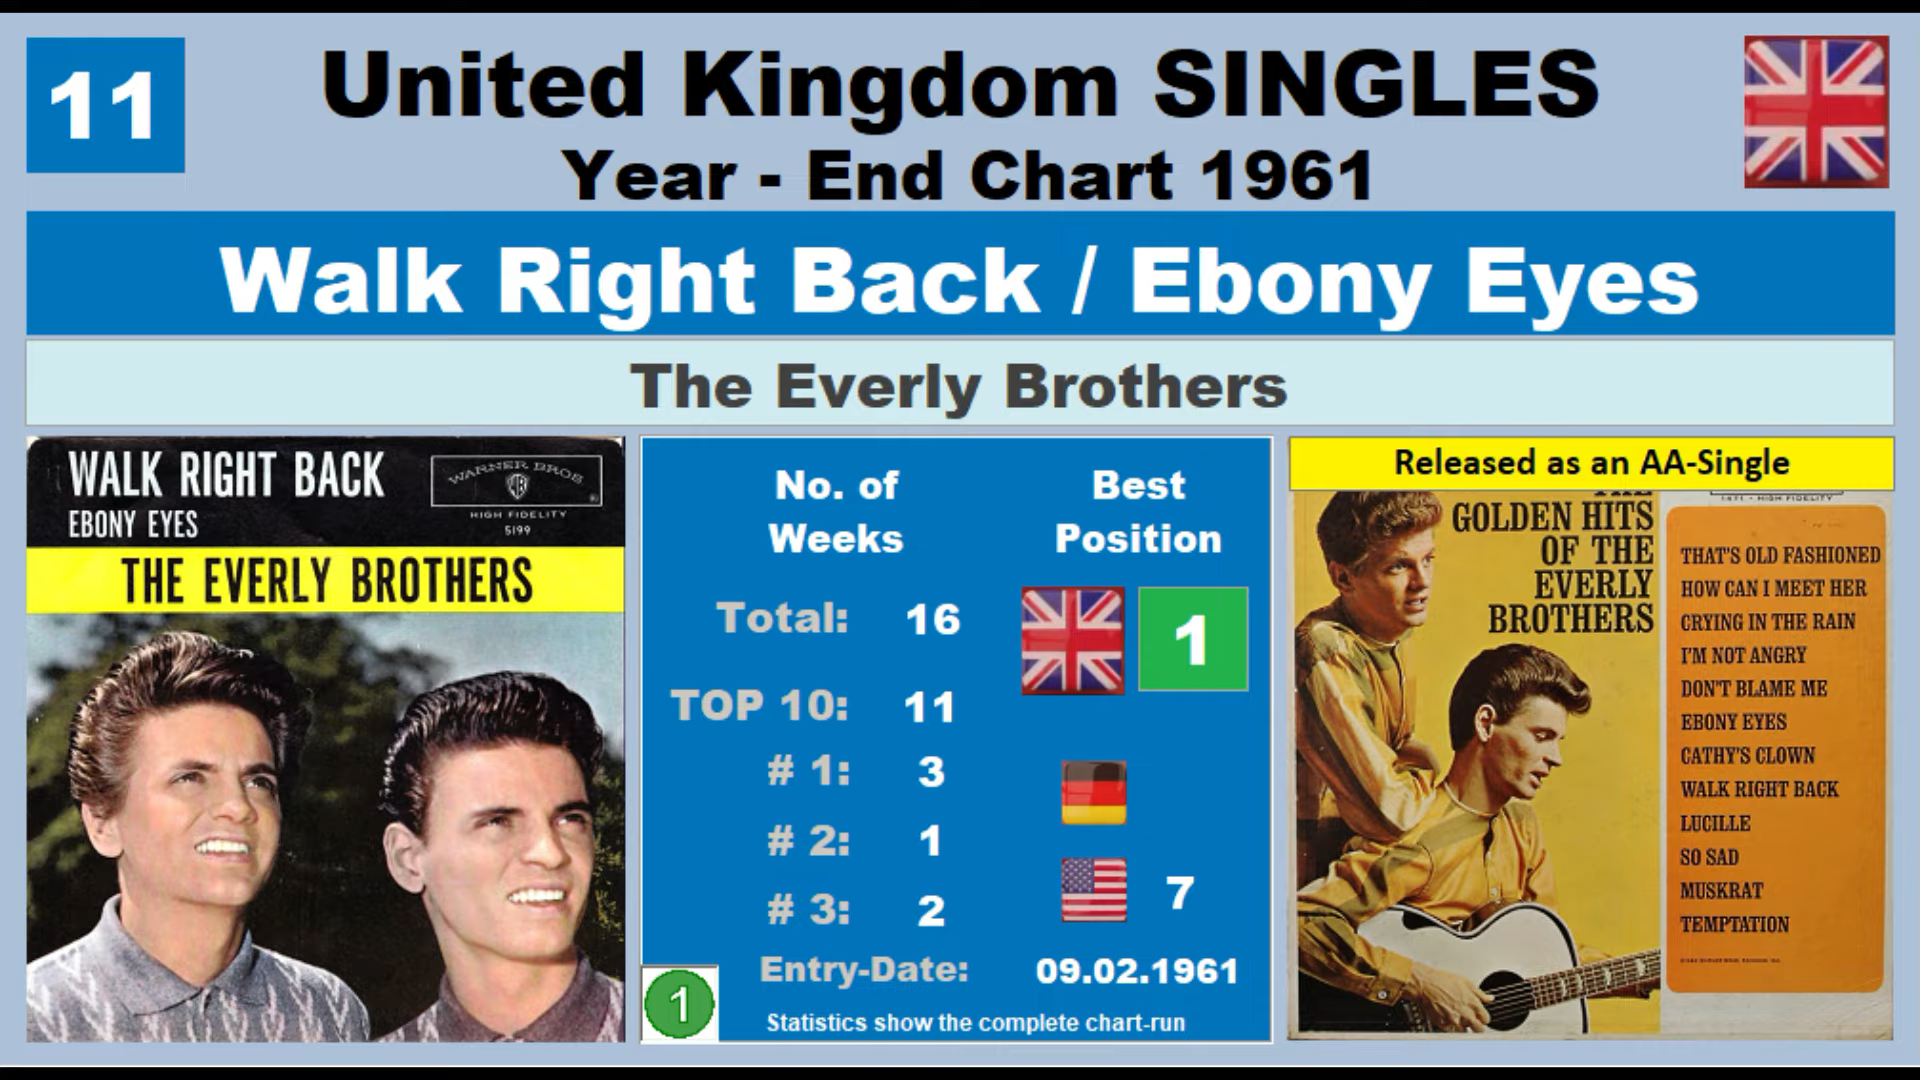 11
United Kingdom SINGLES
Year - End Chart 1961
Walk Right Back / Ebony Eyes
The Everly Brothers
WALK RIGHT BACK
EBONY EYES
WARNER BROS
WB
HIGH FIDELITY
5199
THE EVERLY BROTHERS
No. of Weeks
Best Position
Total: 16
1
TOP 10: 11
# 1: 3
# 2: 1
7
# 3: 2
Entry-Date: 09.02.1961
1
Statistics show the complete chart-run
Released as an AA-Single
THE
GOLDEN HITS
OF THE
EVERLY
BROTHERS
1471 - HIGH FIDELITY
THAT'S OLD FASHIONED
HOW CAN I MEET HER
CRYING IN THE RAIN
I'M NOT ANGRY
DON'T BLAME ME
EBONY EYES
CATHY'S CLOWN
WALK RIGHT BACK
LUCILLE
SO SAD
MUSKRAT
TEMPTATION